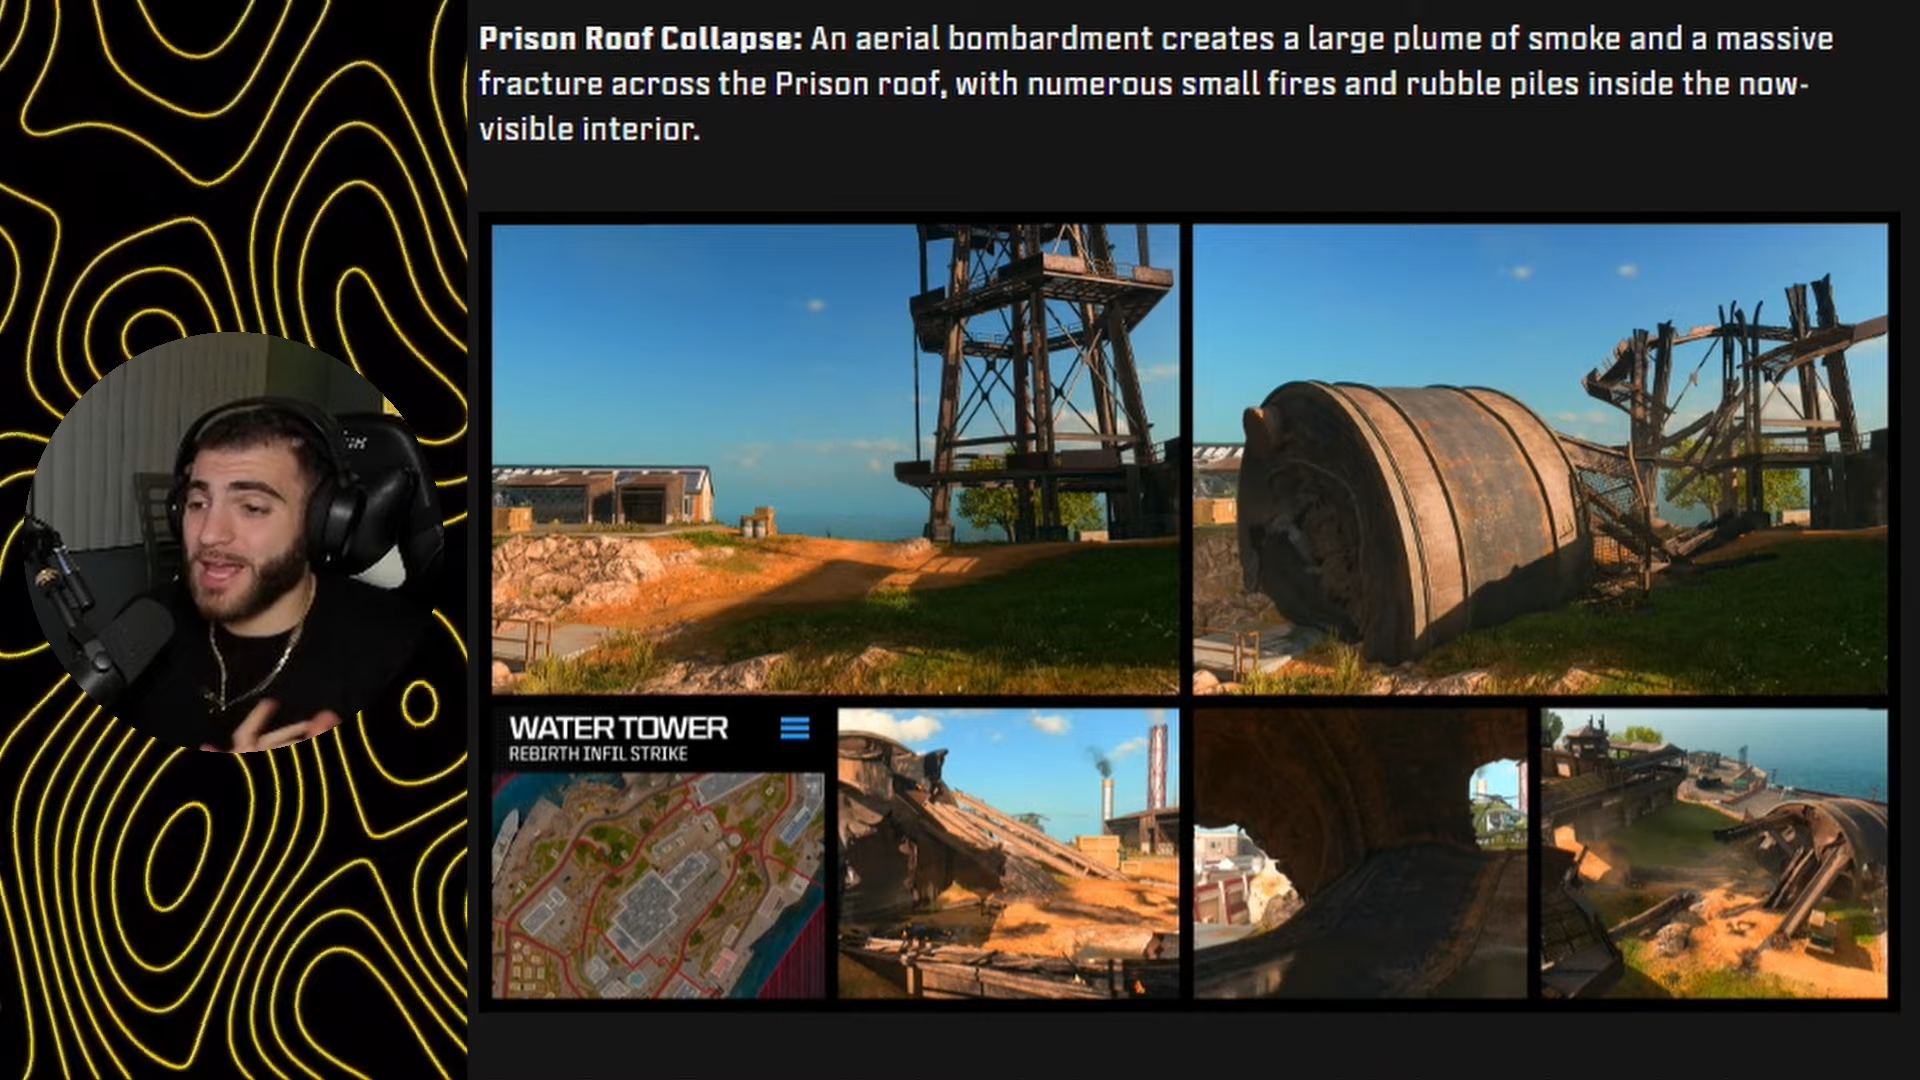 Prison Roof Collapse: An aerial bombardment creates a large plume of smoke and a massive
fracture across the Prison roof, with numerous small fires and rubble piles inside the now-
visible interior.
WATER TOWER
REBIRTH INFIL STRIKE